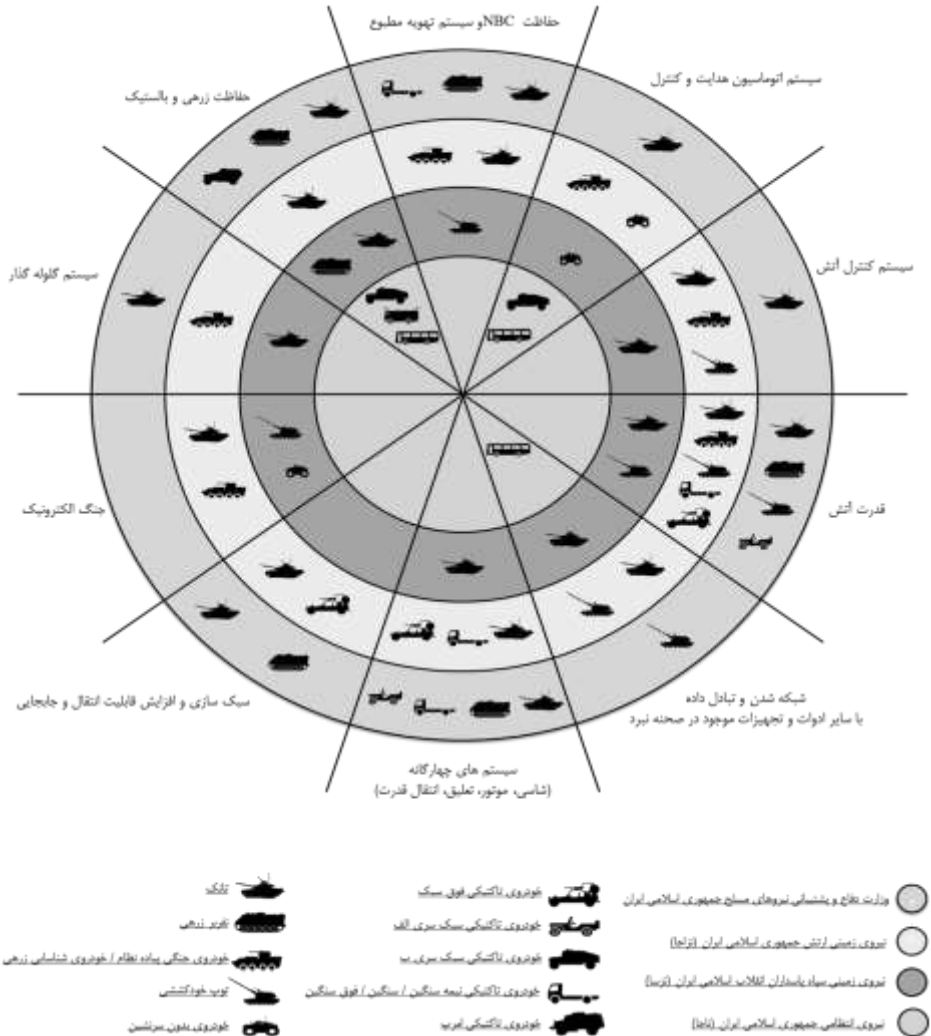 حفاظت NBC و سیستم تهویه مطبوع
سیستم اتوماسیون هدایت و کنترل
حفاظت زرهی و بالستیک
سیستم کنترل آتش
سیستم گلوله گذار
قدرت آتش
جنگ الکترونیک
شبکه شدن و تبادل داده
با سایر ادوات و تجهیزات موجود در صحنه نبرد
سبک سازی و افزایش قابلیت انتقال و جابجایی
سیستم های چهارگانه
(شاسی، موتور، تعلیق، انتقال قدرت)
وزارت دفاع و پشتیبانی نیروهای مسلح جمهوری اسلامی ایران
نیروی زمینی ارتش جمهوری اسلامی ایران (نزاجا)
نیروی زمینی سپاه پاسداران انقلاب اسلامی ایران (نزسا)
نیروی انتظامی جمهوری اسلامی ایران (ناجا)
خودروی تاکتیکی فوق سبک
خودروی تاکتیکی سبک سری الف
خودروی تاکتیکی سبک سری ب
خودروی تاکتیکی نیمه سنگین / سنگین / فوق سنگین
خودروی تاکتیکی امرپ
تانک
نفربر زرهی
خودروی جنگی پیاده نظام / خودروی شناسایی زرهی
توپ خودکششی
خودروی بدون سرنشین